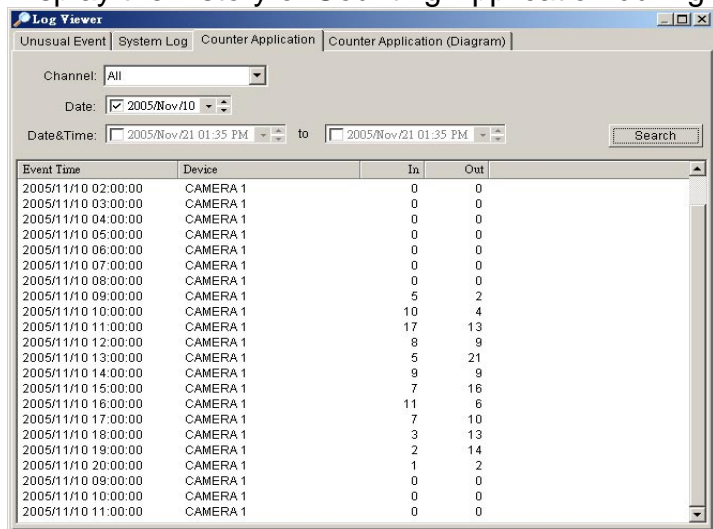 Log Viewer
Unusual Event System Log Counter Application Counter Application (Diagram)
Channel: All
Date: 2005/Nov/10
Date&Time: 2005/Nov/21 01:35 PM to 2005/Nov/21 01:35 PM Search
Event Time Device In Out
2005/11/10 02:00:00 CAMERA 1 0 0
2005/11/10 03:00:00 CAMERA 1 0 0
2005/11/10 04:00:00 CAMERA 1 0 0
2005/11/10 05:00:00 CAMERA 1 0 0
2005/11/10 06:00:00 CAMERA 1 0 0
2005/11/10 07:00:00 CAMERA 1 0 0
2005/11/10 08:00:00 CAMERA 1 0 0
2005/11/10 09:00:00 CAMERA 1 5 2
2005/11/10 10:00:00 CAMERA 1 10 4
2005/11/10 11:00:00 CAMERA 1 17 13
2005/11/10 12:00:00 CAMERA 1 8 9
2005/11/10 13:00:00 CAMERA 1 5 21
2005/11/10 14:00:00 CAMERA 1 9 9
2005/11/10 15:00:00 CAMERA 1 7 16
2005/11/10 16:00:00 CAMERA 1 11 6
2005/11/10 17:00:00 CAMERA 1 7 10
2005/11/10 18:00:00 CAMERA 1 3 13
2005/11/10 19:00:00 CAMERA 1 2 14
2005/11/10 20:00:00 CAMERA 1 1 2
2005/11/10 09:00:00 CAMERA 1 0 0
2005/11/10 10:00:00 CAMERA 1 0 0
2005/11/10 11:00:00 CAMERA 1 0 0